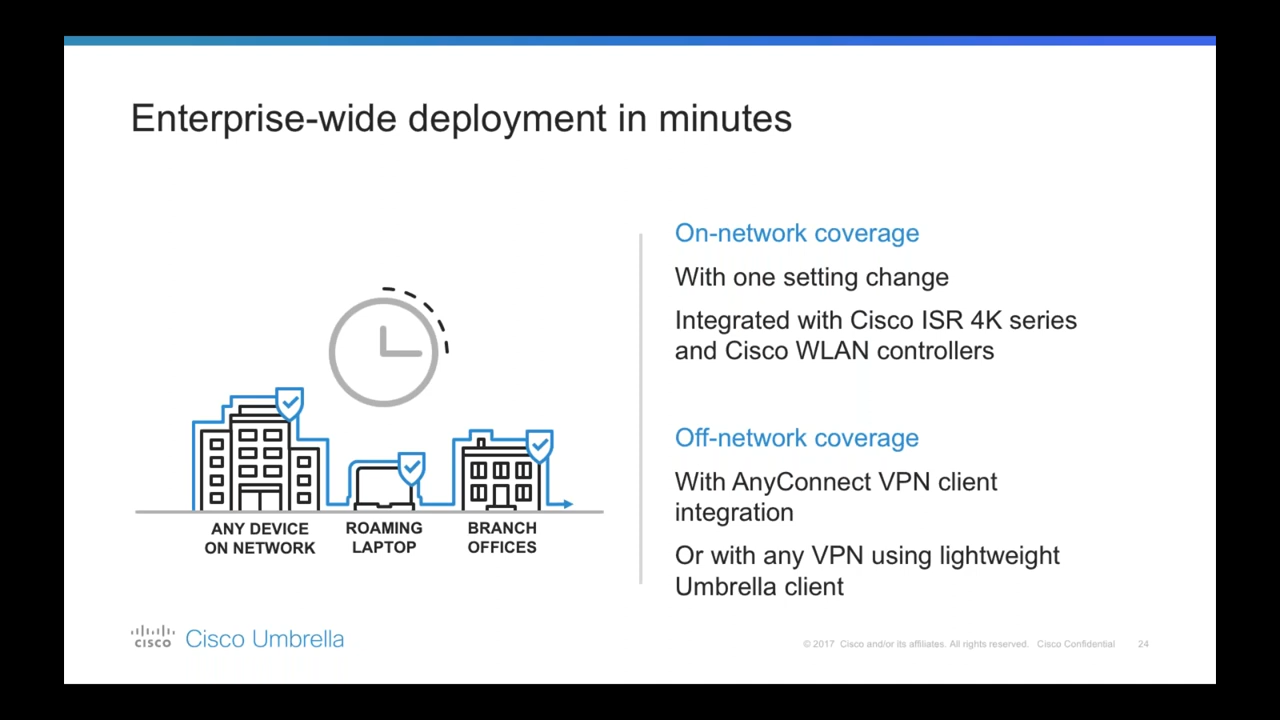 Enterprise-wide deployment in minutes
On-network coverage
With one setting change
Integrated with Cisco ISR 4K series
and Cisco WLAN controllers
Off-network coverage
With AnyConnect VPN client
integration
Or with any VPN using lightweight
Umbrella client
ANY DEVICE
ON NETWORK
ROAMING
LAPTOP
BRANCH
OFFICES
CISCO Cisco Umbrella
© 2017 Cisco and/or its affiliates. All rights reserved. Cisco Confidential 24